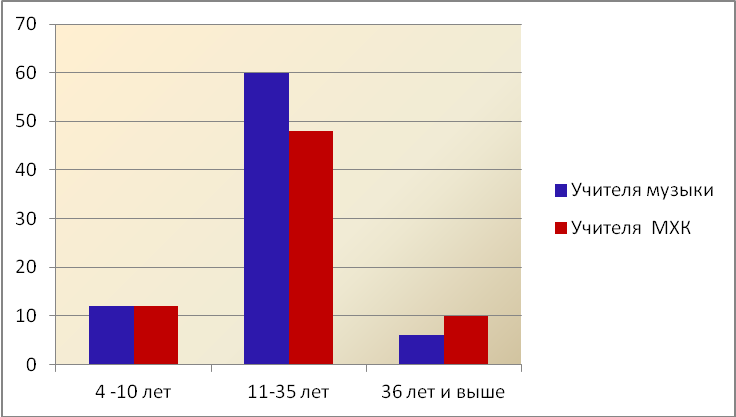 70
60
50
40
30
20
10
0
4 -10 лет
11-35 лет
36 лет и выше
Учителя музыки
Учителя  МХК